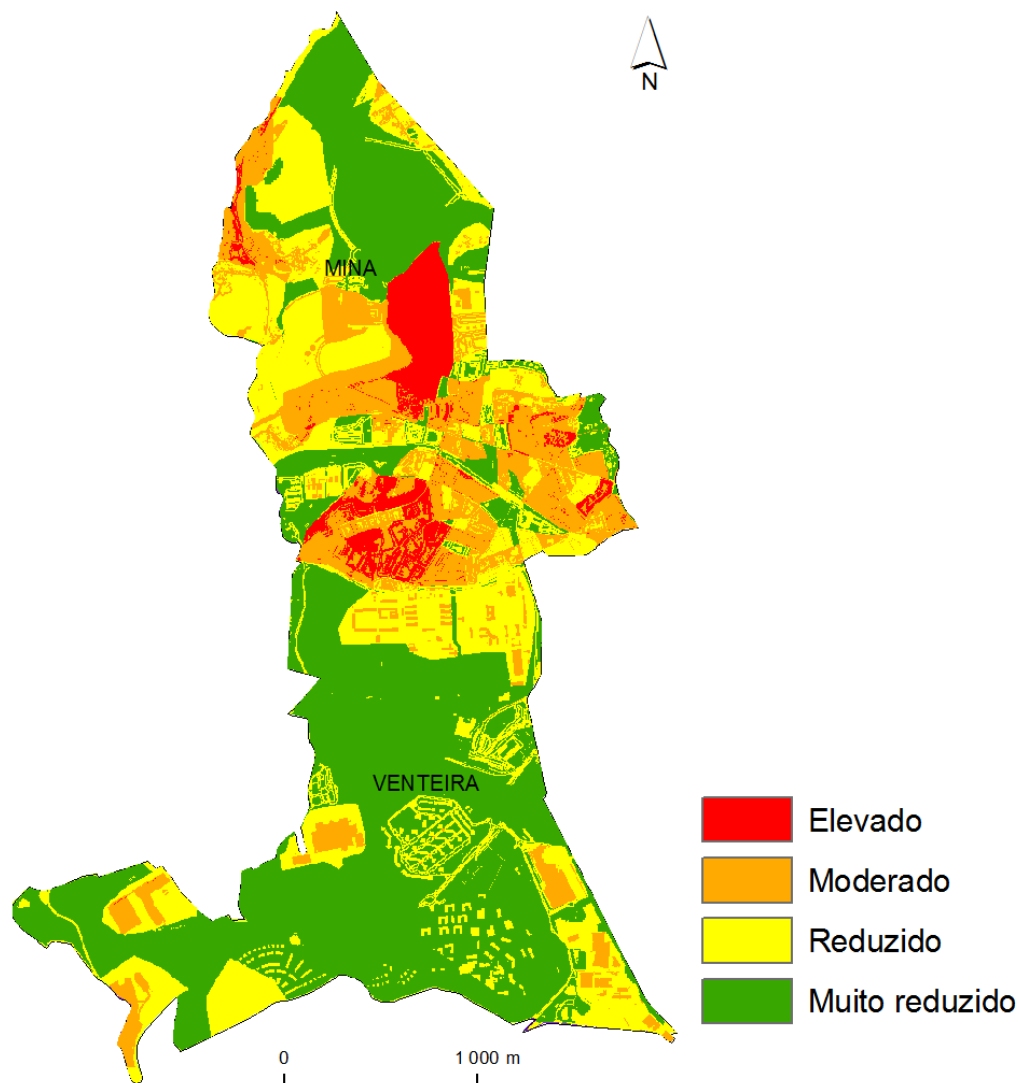 N
MINA
VENTEIRA
Elevado
Moderado
Reduzido
Muito reduzido
0 1 000 m